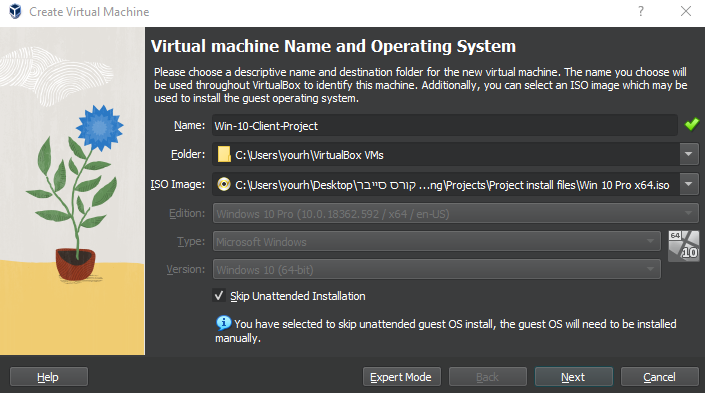 Create Virtual Machine
?
Virtual machine Name and Operating System
Please choose a descriptive name and destination folder for the new virtual machine. The name you choose will
be used throughout VirtualBox to identify this machine. Additionally, you can select an ISO image which may be
used to install the guest operating system.
Name: Win-10-Client-Project
Folder: C:\Users\yourh\VirtualBox VMs
ISO Image: C:\Users\yourh\Desktop\קורס סייבר ... ng\Projects\Project install files\Win 10 Pro x64.iso
Edition: Windows 10 Pro (10.0.18362.592 / x64 / en-US)
Type: Microsoft Windows
64
10
Version: Windows 10 (64-bit)
Skip Unattended Installation
You have selected to skip unattended guest OS install, the guest OS will need to be installed
manually.
Help Expert Mode Back Next Cancel